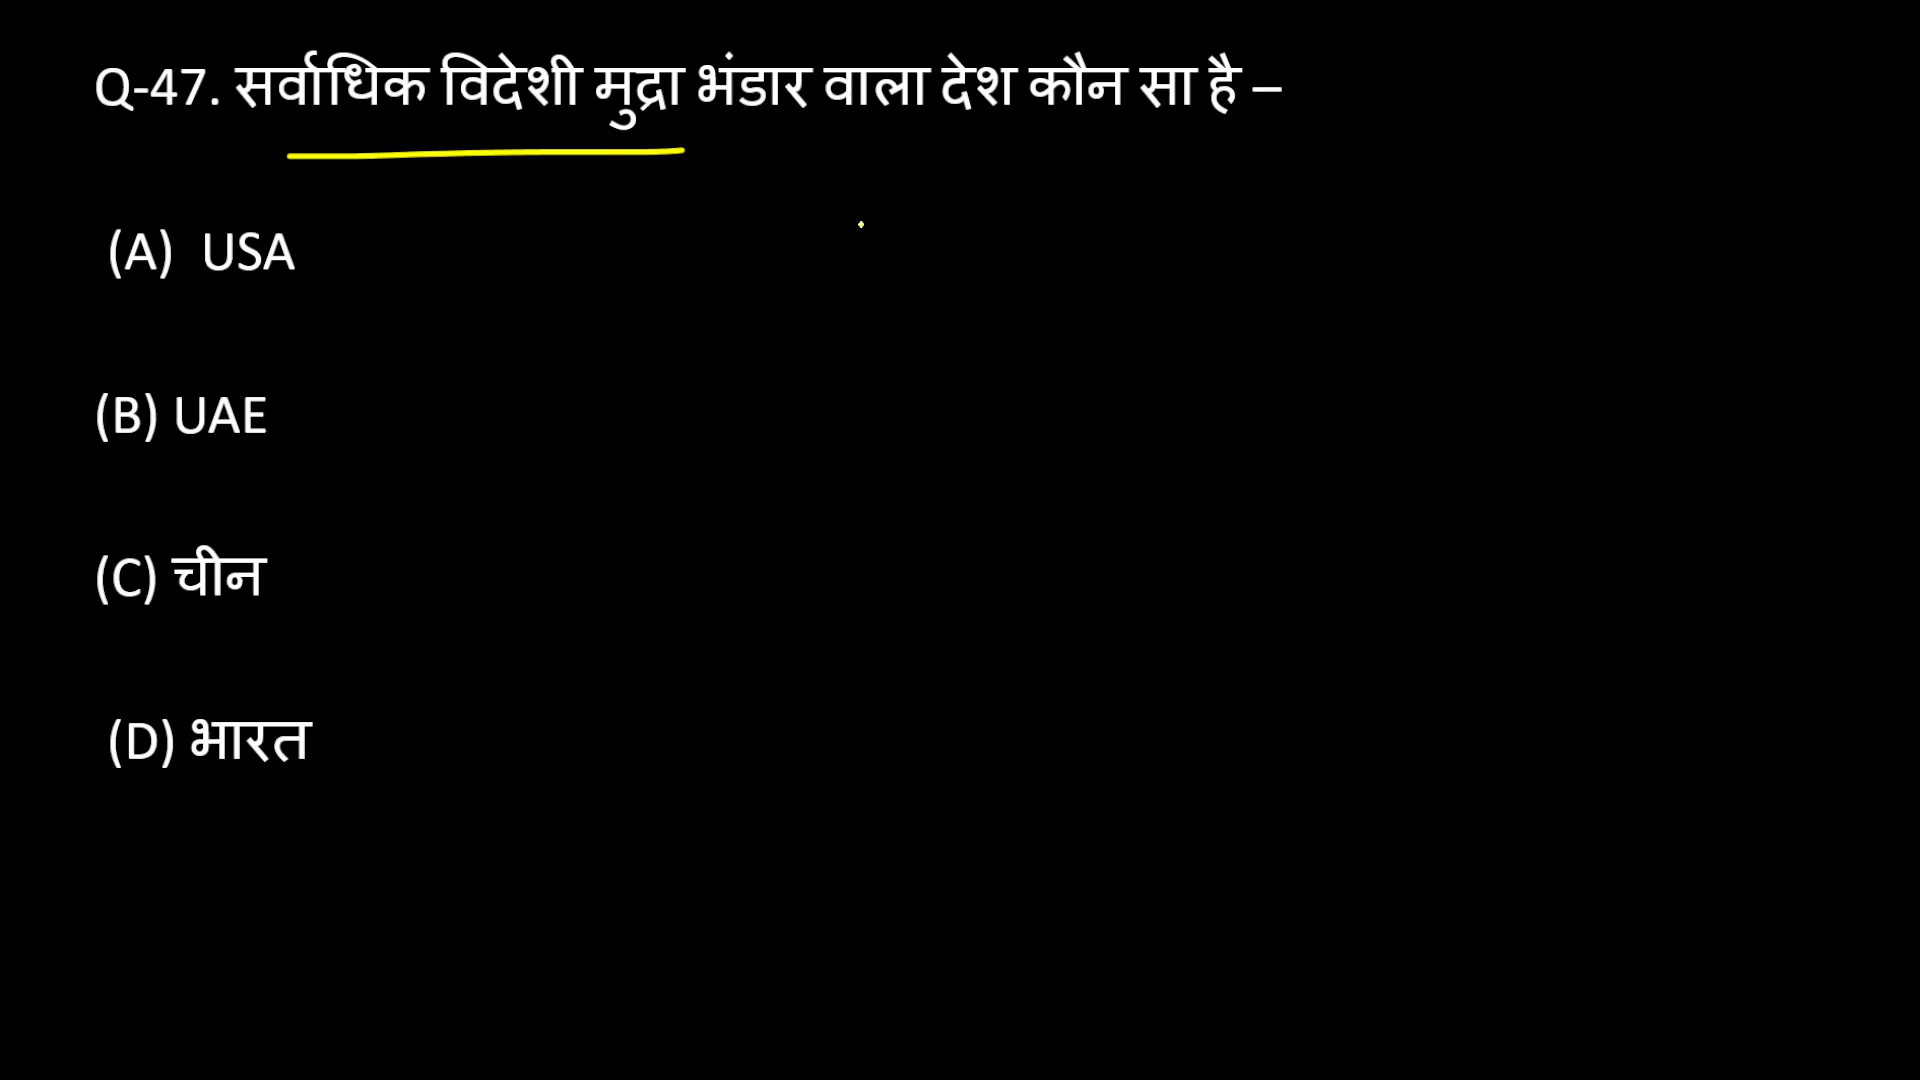 Q-47. सर्वाधिक विदेशी मुद्रा भंडार वाला देश कौन सा है –
(A) USA
(B) UAE
(C) चीन
(D) भारत